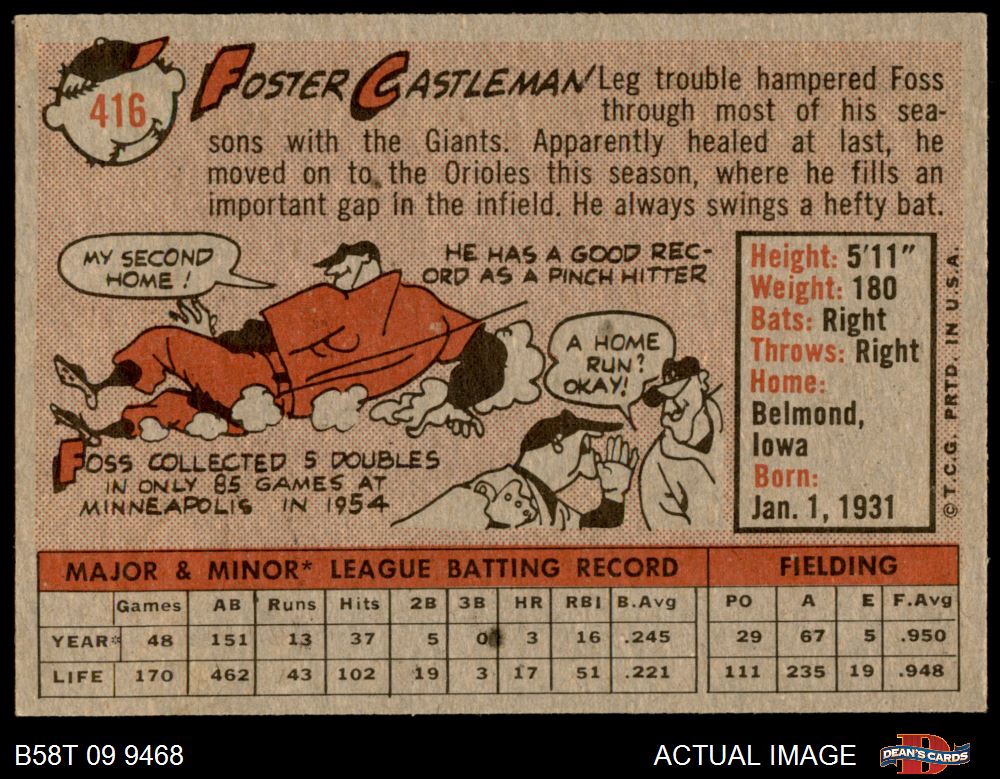 416
FOSTER CASTLEMAN Leg trouble hampered Foss
through most of his sea-
sons with the Giants. Apparently healed at last, he
moved on to the Orioles this season, where he fills an
important gap in the infield. He always swings a hefty bat.
MY SECOND
HOME!
HE HAS A GOOD REC-
ORD AS A PINCH HITTER
A HOME
RUN?
OKAY!
FOSS COLLECTED 5 DOUBLES
IN ONLY 85 GAMES AT
MINNEAPOLIS IN 1954
Height: 5'11"
Weight: 180
Bats: Right
Throws: Right
Home:
Belmond,
Iowa
Born:
Jan. 1, 1931
© T.C.G. PRTD. IN U.S.A.
MAJOR & MINOR* LEAGUE BATTING RECORD FIELDING
Games AB Runs Hits 2B 3B HR RBI B.Avg PO A E F.Avg
YEAR* 48 151 13 37 5 0 3 16 .245 29 67 5 .950
LIFE 170 462 43 102 19 3 17 51 .221 111 235 19 .948
B58T 09 9468 ACTUAL IMAGE DEAN'S CARDS